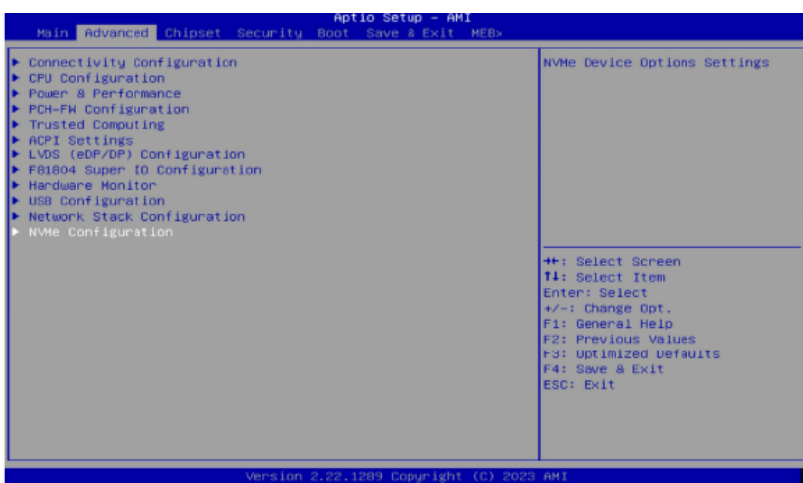 Aptio Setup – AMI
Main Advanced Chipset Security Boot Save & Exit MEBx
Connectivity Configuration
CPU Configuration
Power & Performance
PCH-FW Configuration
Trusted Computing
ACPI Settings
LVDS (eDP/DP) Configuration
F81804 Super IO Configuration
Hardware Monitor
USB Configuration
Network Stack Configuration
NVMe Configuration
NVMe Device Options Settings
→←: Select Screen
↑↓: Select Item
Enter: Select
+/-: Change Opt.
F1: General Help
F2: Previous Values
F3: Optimized Defaults
F4: Save & Exit
ESC: Exit
Version 2.22.1289 Copyright (C) 2023 AMI